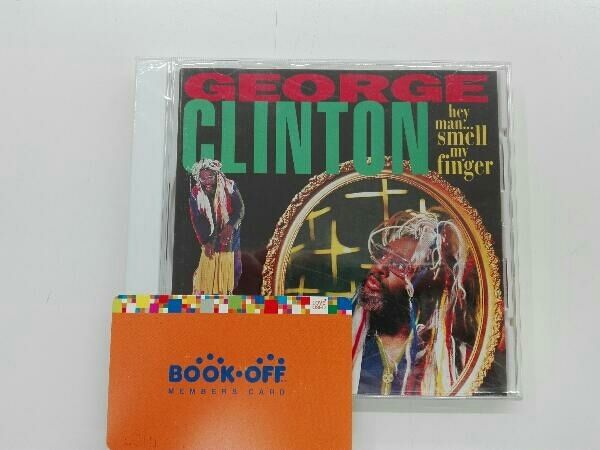 GEORGE
CLINTON
hey
man...
smell
my
finger
BOOK·OFF
MEMBERS CARD